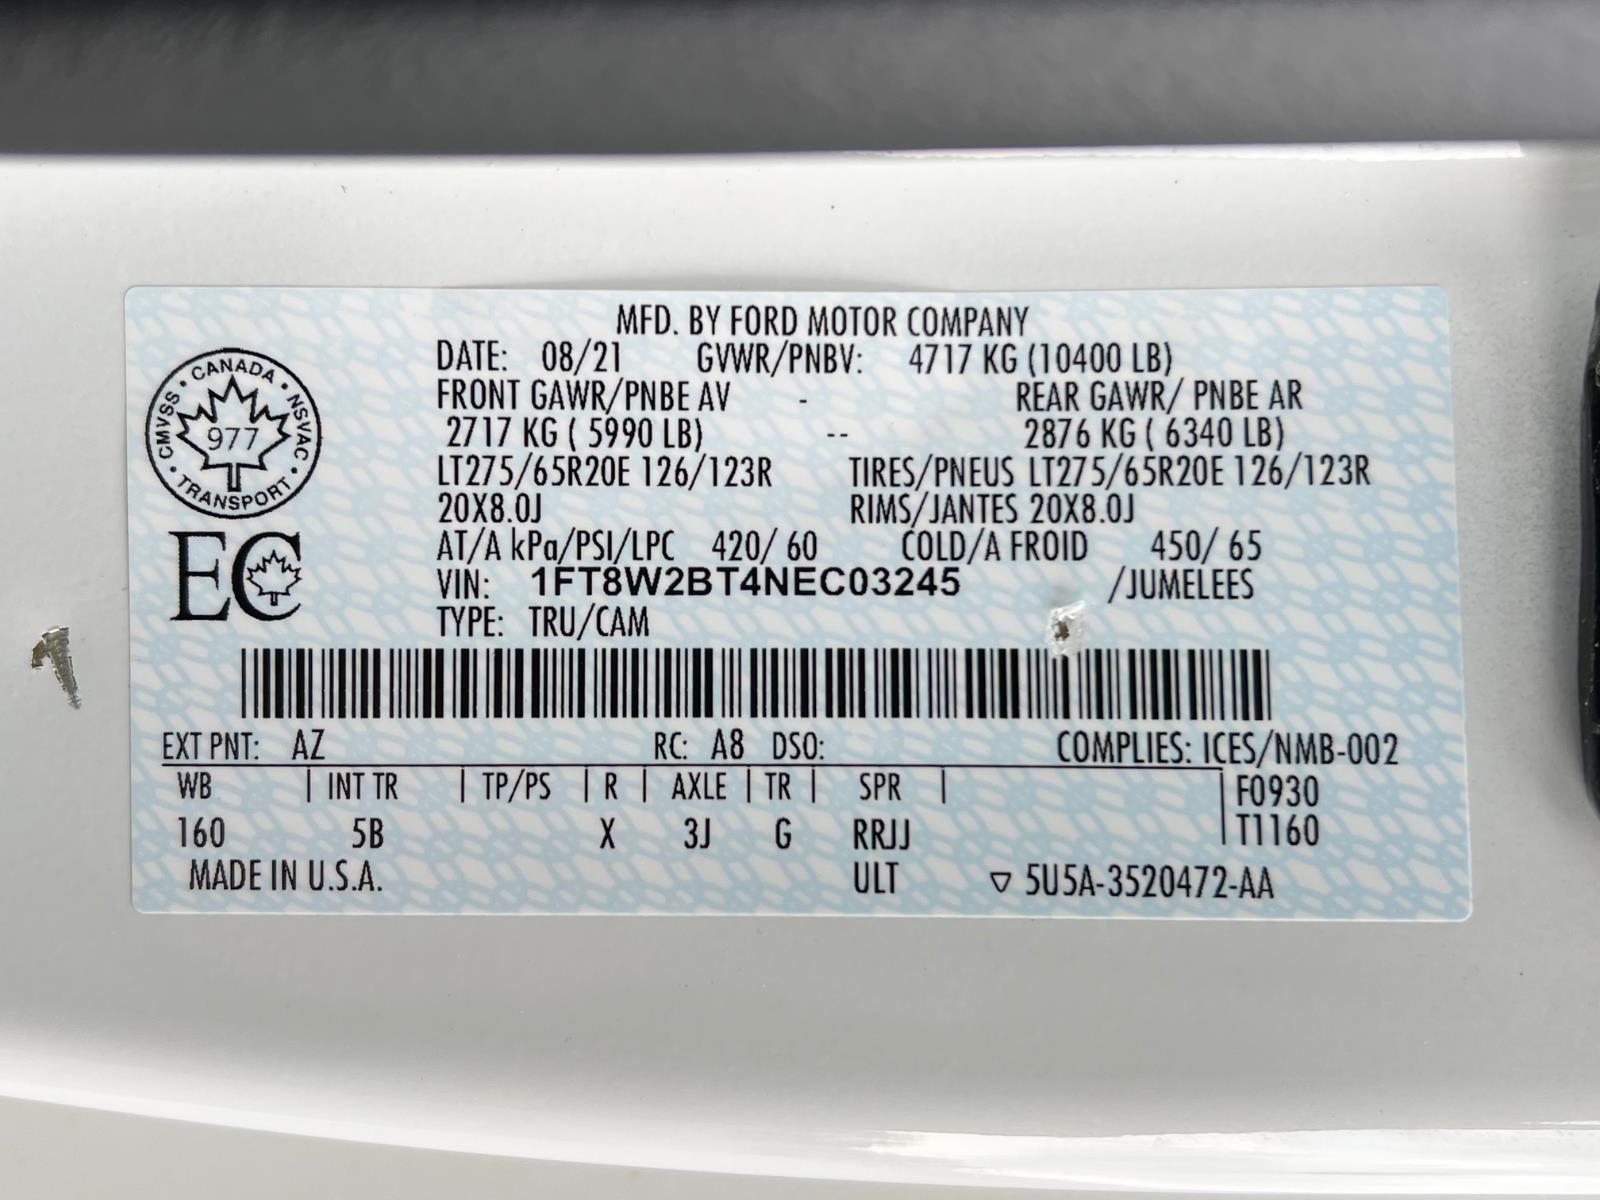 MFD. BY FORD MOTOR COMPANY
DATE: 08/21 GVWR/PNBV: 4717 KG (10400 LB)
FRONT GAWR/PNBE AV - REAR GAWR/ PNBE AR
2717 KG ( 5990 LB) -- 2876 KG ( 6340 LB)
LT275/65R20E 126/123R TIRES/PNEUS LT275/65R20E 126/123R
20X8.0J RIMS/JANTES 20X8.0J
AT/A kPa/PSI/LPC 420/ 60 COLD/A FROID 450/ 65
VIN: 1FT8W2BT4NEC03245 /JUMELEES
TYPE: TRU/CAM
CANADA
CMVSS
NSVAC
977
TRANSPORT
EC
EXT PNT: AZ RC: A8 DSO: COMPLIES: ICES/NMB-002
WB | INT TR | TP/PS | R | AXLE | TR | SPR | F0930
160 5B X 3J G RRJJ T1160
MADE IN U.S.A. ULT ▽ 5U5A-3520472-AA